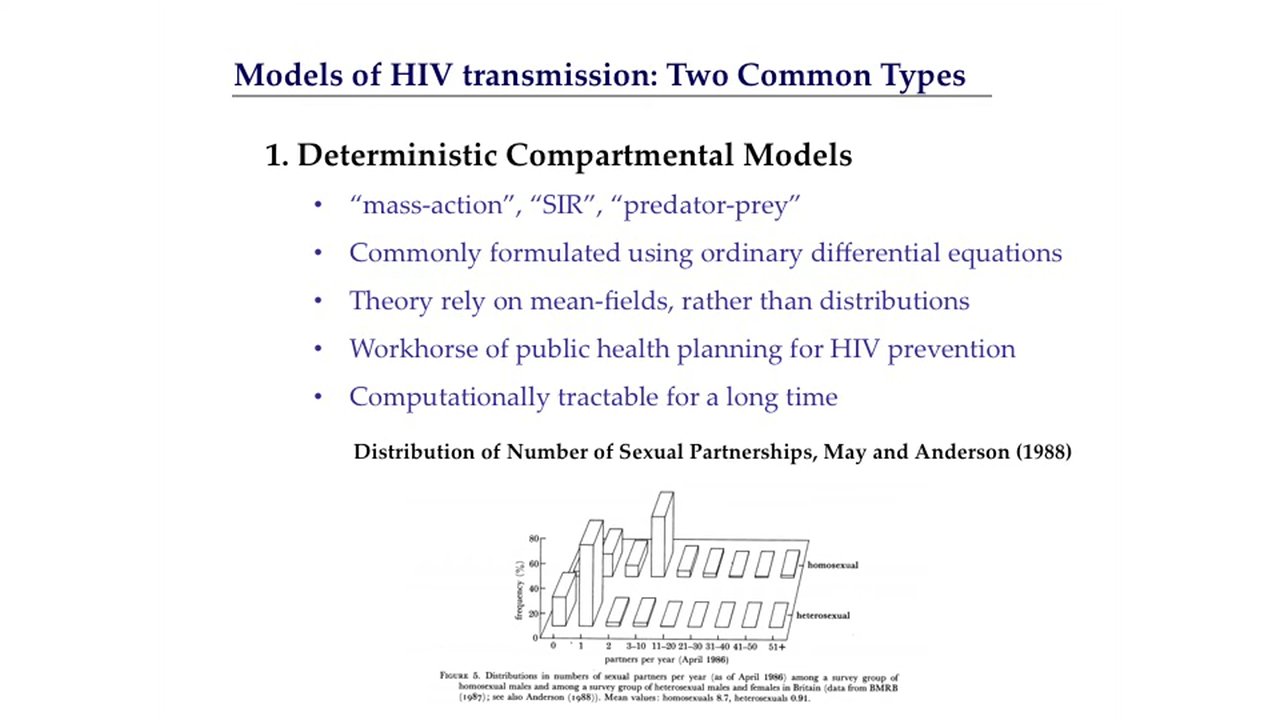 Models of HIV transmission: Two Common Types
1. Deterministic Compartmental Models
• “mass-action”, “SIR”, “predator-prey”
• Commonly formulated using ordinary differential equations
• Theory rely on mean-fields, rather than distributions
• Workhorse of public health planning for HIV prevention
• Computationally tractable for a long time
Distribution of Number of Sexual Partnerships, May and Anderson (1988)
80
60
40
20
0
frequency (%)
homosexual
heterosexual
0 1 2 3–10 11–20 21–30 31–40 41–50 51+
partners per year (April 1986)
Figure 5. Distributions in numbers of sexual partners per year (as of April 1986) among a survey group of
homosexual males and among a survey group of heterosexual males and females in Britain (data from BMRB
(1987); see also Anderson (1988)). Mean values: homosexuals 8.7, heterosexuals 0.91.